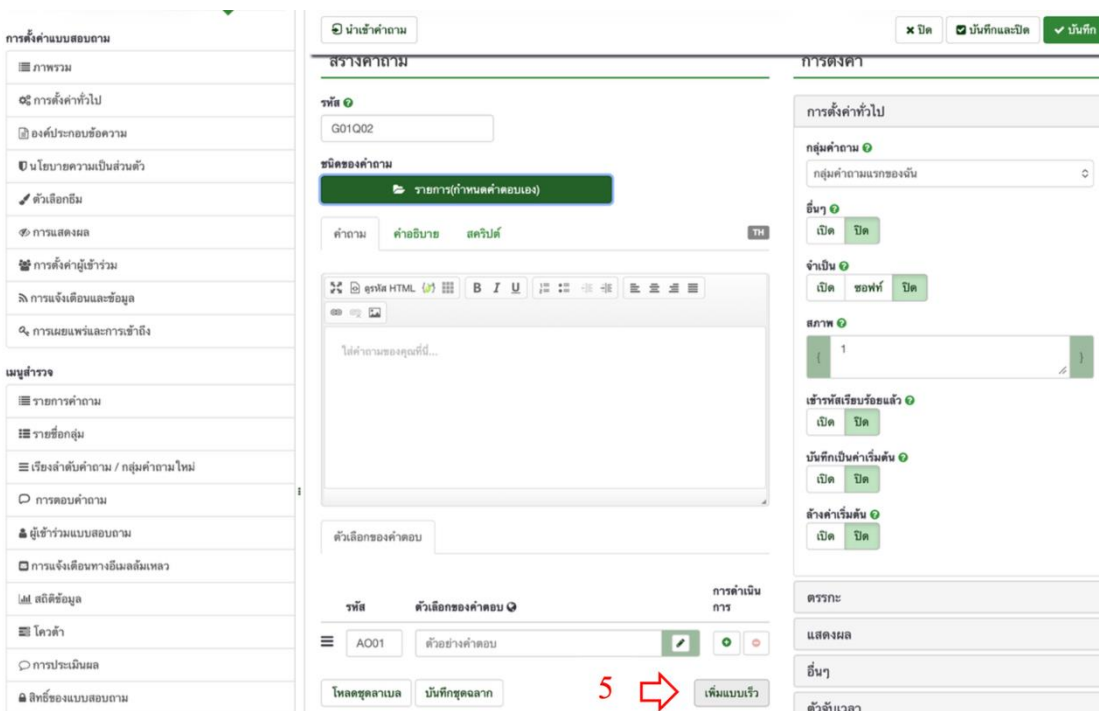 การตั้งค่าแบบสอบถาม
ภาพรวม
การตั้งค่าทั่วไป
องค์ประกอบข้อความ
นโยบายความเป็นส่วนตัว
ตัวเลือกธีม
การแสดงผล
การตั้งค่าผู้เข้าร่วม
การแจ้งเตือนและข้อมูล
การเผยแพร่และการเข้าถึง
เมนูสำรวจ
รายการคำถาม
รายชื่อกลุ่ม
เรียงลำดับคำถาม / กลุ่มคำถามใหม่
การตอบคำถาม
ผู้เข้าร่วมแบบสอบถาม
การแจ้งเตือนทางอีเมลล้มเหลว
สถิติข้อมูล
โควต้า
การประเมินผล
สิทธิ์ของแบบสอบถาม
นำเข้าคำถาม
ปิด
บันทึกและปิด
บันทึก
สร้างคำถาม
รหัส
G01Q02
ชนิดของคำถาม
รายการ(กำหนดคำตอบเอง)
คำถาม คำอธิบาย สคริปต์ TH
ดูรหัส HTML B I U
ใส่คำถามของคุณที่นี่...
ตัวเลือกของคำตอบ
รหัส ตัวเลือกของคำตอบ การดำเนินการ
AO01 ตัวอย่างคำตอบ
โหลดชุดลาเบล บันทึกชุดฉลาก 5 เพิ่มแบบเร็ว
การตั้งค่า
การตั้งค่าทั่วไป
กลุ่มคำถาม
กลุ่มคำถามแรกของฉัน
อื่นๆ
เปิด ปิด
จำเป็น
เปิด ซอฟท์ ปิด
สภาพ
{ 1 }
เข้ารหัสเรียบร้อยแล้ว
เปิด ปิด
บันทึกเป็นค่าเริ่มต้น
เปิด ปิด
ล้างค่าเริ่มต้น
เปิด ปิด
ตรรกะ
แสดงผล
อื่นๆ
ตัวจับเวลา